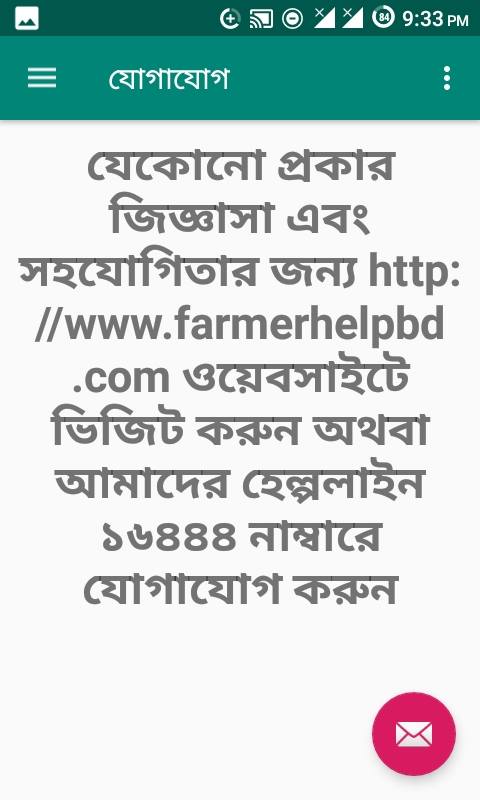 84 9:33 PM
যোগাযোগ
যেকোনো প্রকার
জিজ্ঞাসা এবং
সহযোগিতার জন্য http:
//www.farmerhelpbd
.com ওয়েবসাইটে
ভিজিট করুন অথবা
আমাদের হেল্পলাইন
১৬৪৪৪ নাম্বারে
যোগাযোগ করুন